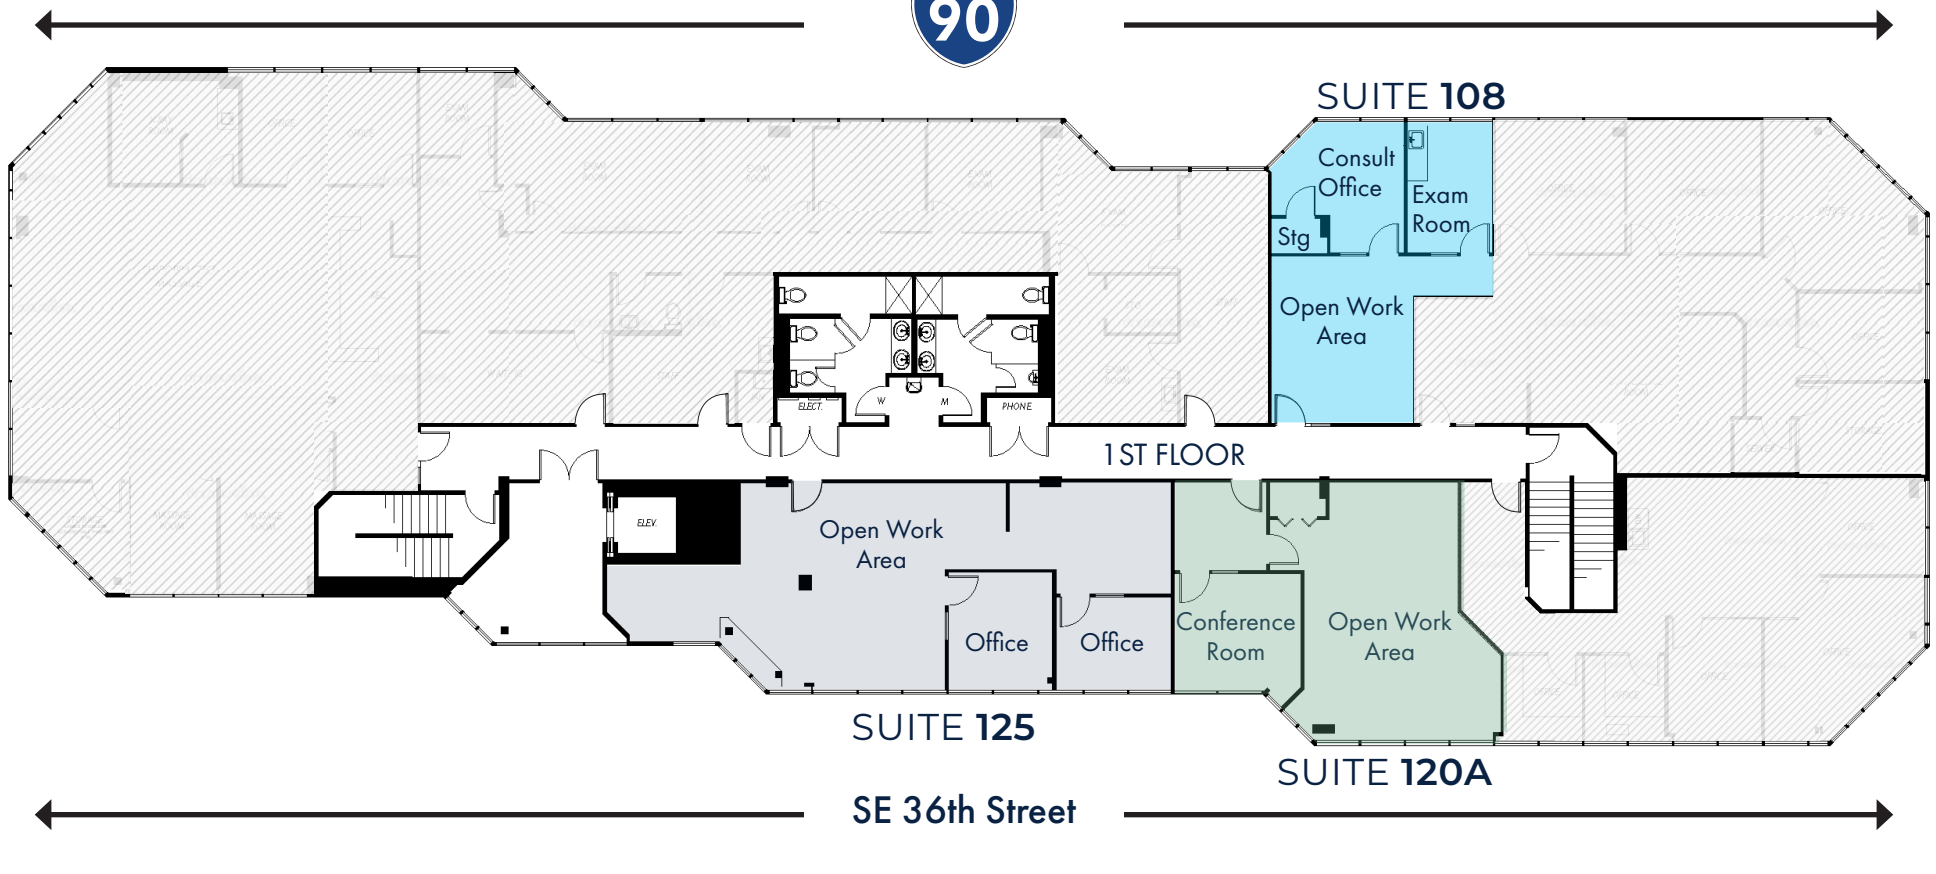 90
SUITE 108
Consult
Office
Exam
Room
Stg
Open Work
Area
ELECT.
W
M
PHONE
1ST FLOOR
ELEV.
Open Work
Area
Office
Office
Conference
Room
Open Work
Area
SUITE 125
SUITE 120A
SE 36th Street